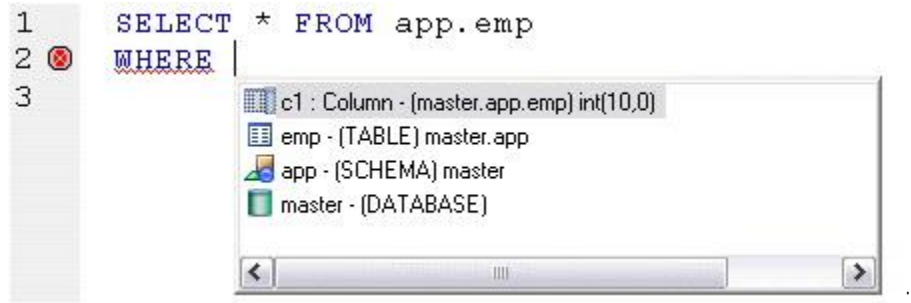 1 SELECT * FROM app.emp
2 WHERE
3
c1 : Column - (master.app.emp) int(10,0)
emp - (TABLE) master.app
app - (SCHEMA) master
master - (DATABASE)